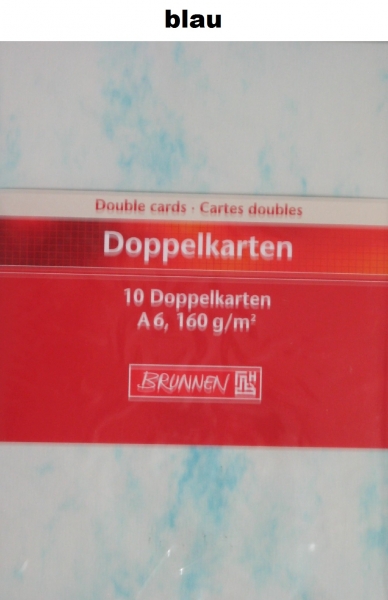 blau
Double cards · Cartes doubles
Doppelkarten
10 Doppelkarten
A 6, 160 g/m²
BRUNNEN